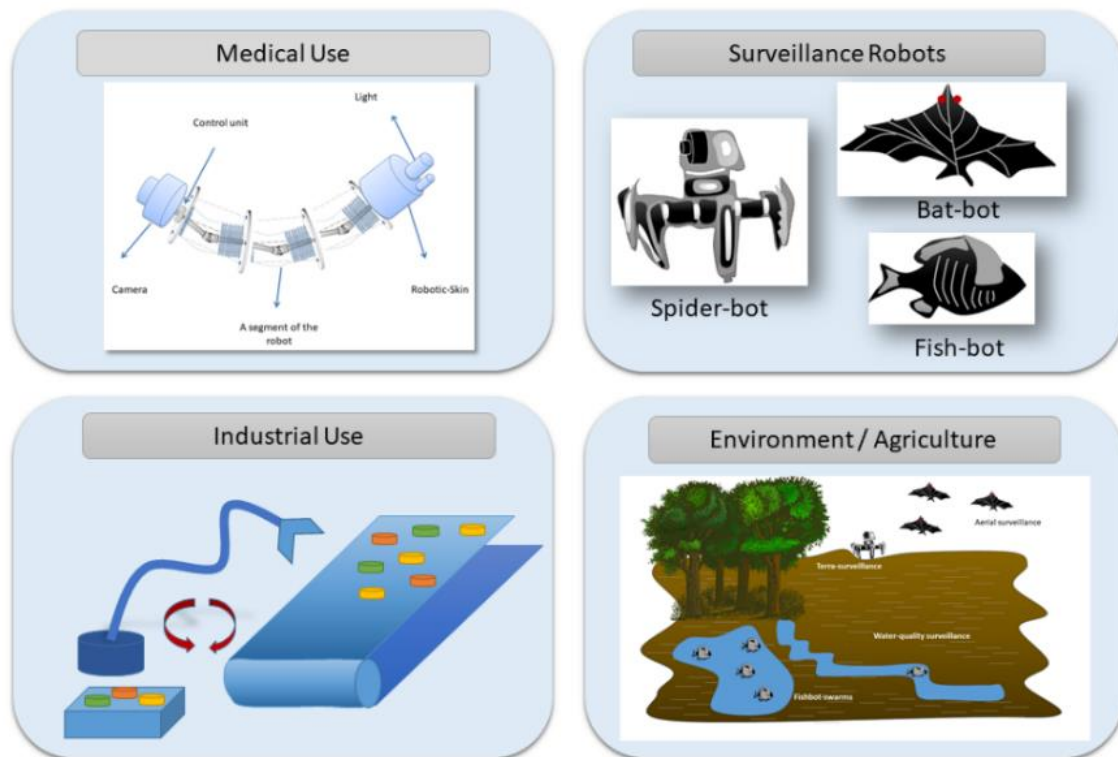 Medical Use
Light
Control unit
Camera
Robotic-Skin
A segment of the
robot
Surveillance Robots
Spider-bot
Bat-bot
Fish-bot
Industrial Use
Environment / Agriculture
Aerial surveillance
Terra-surveillance
Water-quality surveillance
Fishbot-swarms